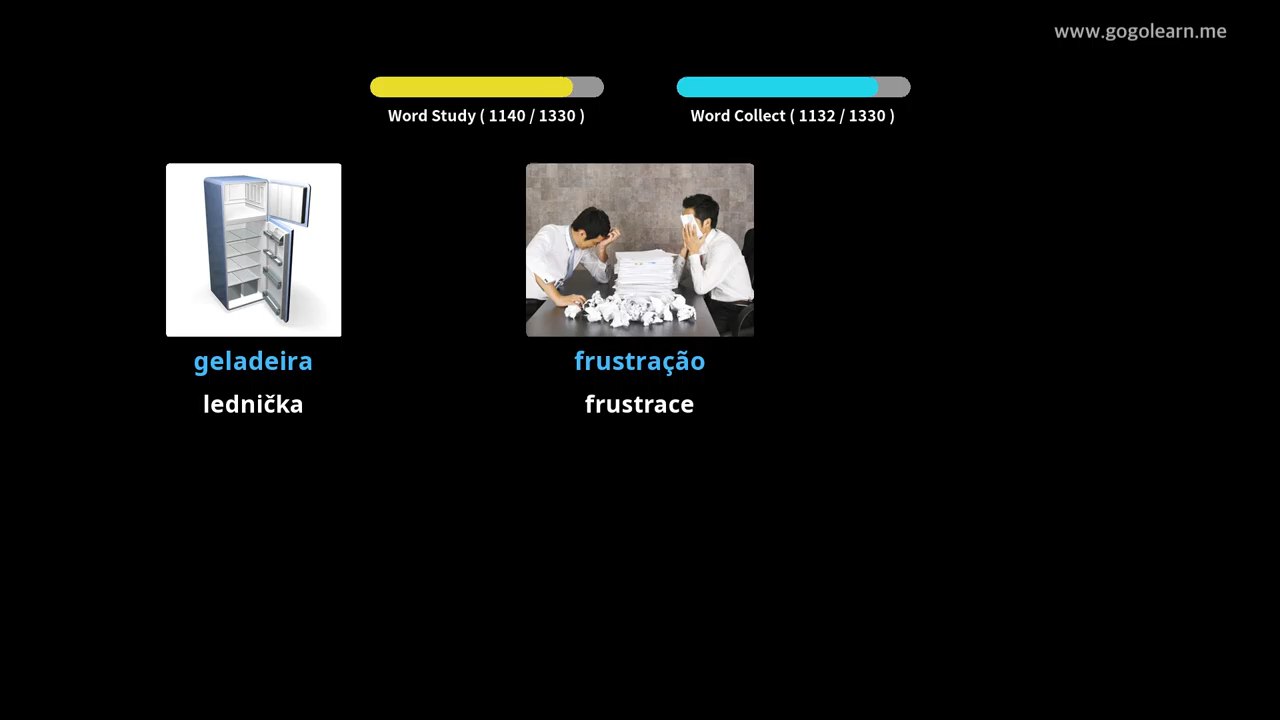 www.gogolearn.me
Word Study ( 1140 / 1330 )
Word Collect ( 1132 / 1330 )
geladeira
frustração
lednička
frustrace